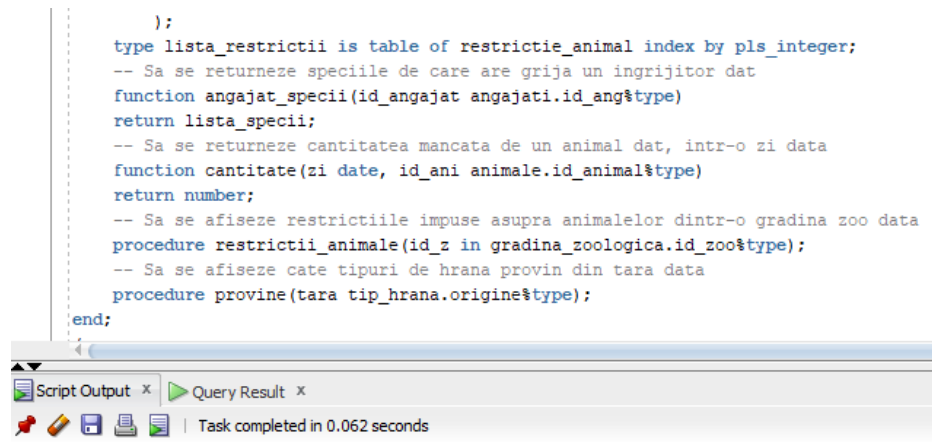 );
type lista_restrictii is table of restrictie_animal index by pls_integer;
-- Sa se returneze speciile de care are grija un ingrijitor dat
function angajat_specii(id_angajat angajati.id_ang%type)
return lista_specii;
-- Sa se returneze cantitatea mancata de un animal dat, intr-o zi data
function cantitate(zi date, id_ani animale.id_animal%type)
return number;
-- Sa se afiseze restrictiile impuse asupra animalelor dintr-o gradina zoo data
procedure restrictii_animale(id_z in gradina_zoologica.id_zoo%type);
-- Sa se afiseze cate tipuri de hrana provin din tara data
procedure provine(tara tip_hrana.origine%type);
end;
Script Output x Query Result x
Task completed in 0.062 seconds